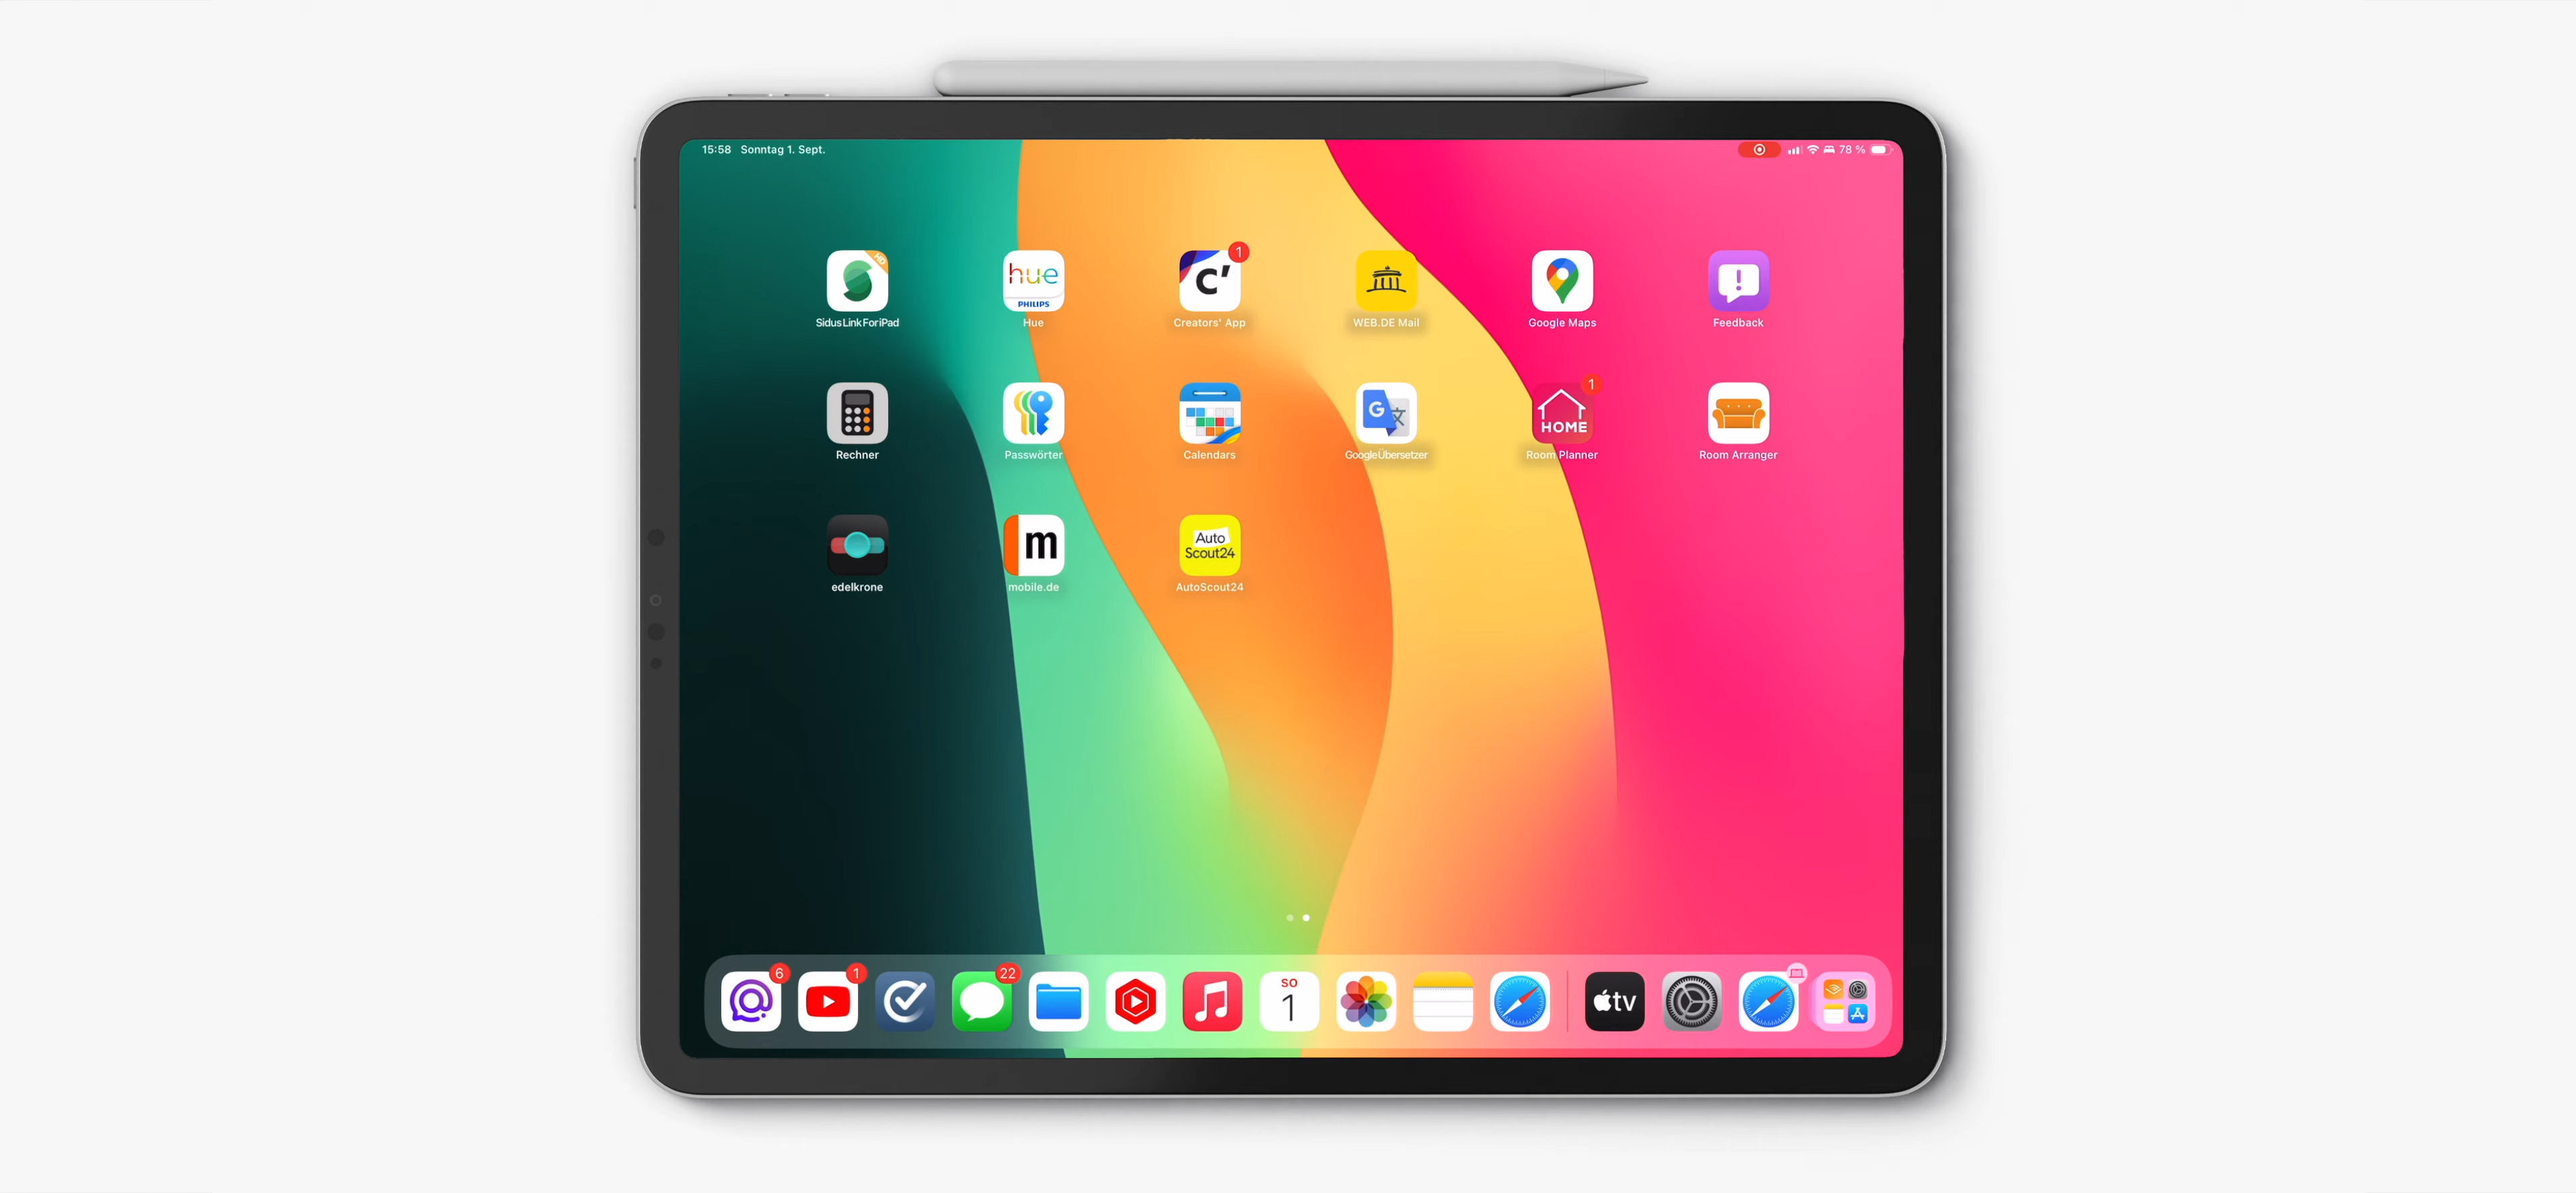 15:58 Sonntag 1. Sept.
78 %
HD
hue
PHILIPS
C'
1
SidusLinkForiPad
Hue
Creators' App
WEB.DE Mail
Google Maps
Feedback
G 文
HOME
1
Rechner
Passwörter
Calendars
GoogleÜbersetzer
Room Planner
Room Arranger
m
Auto
Scout24
edelkrone
mobile.de
AutoScout24
6
1
22
SO
1
tv